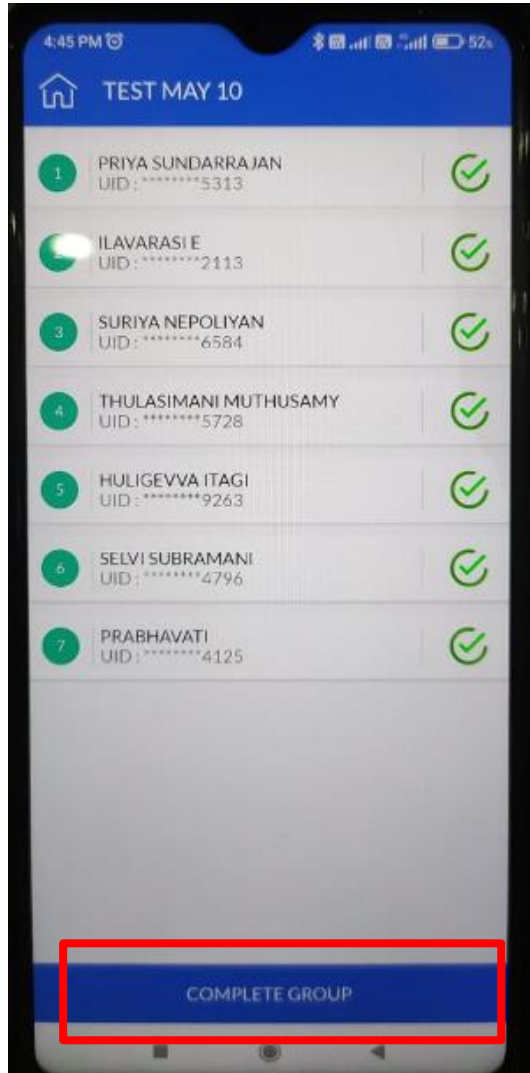 4:45 PM 52%
TEST MAY 10
1
PRIYA SUNDARRAJAN
UID : ********5313
ILAVARASI E
UID : ********2113
3
SURIYA NEPOLIYAN
UID : ********6584
4
THULASIMANI MUTHUSAMY
UID : ********5728
5
HULIGEVVA ITAGI
UID : ********9263
6
SELVI SUBRAMANI
UID : ********4796
7
PRABHAVATI
UID : ********4125
COMPLETE GROUP